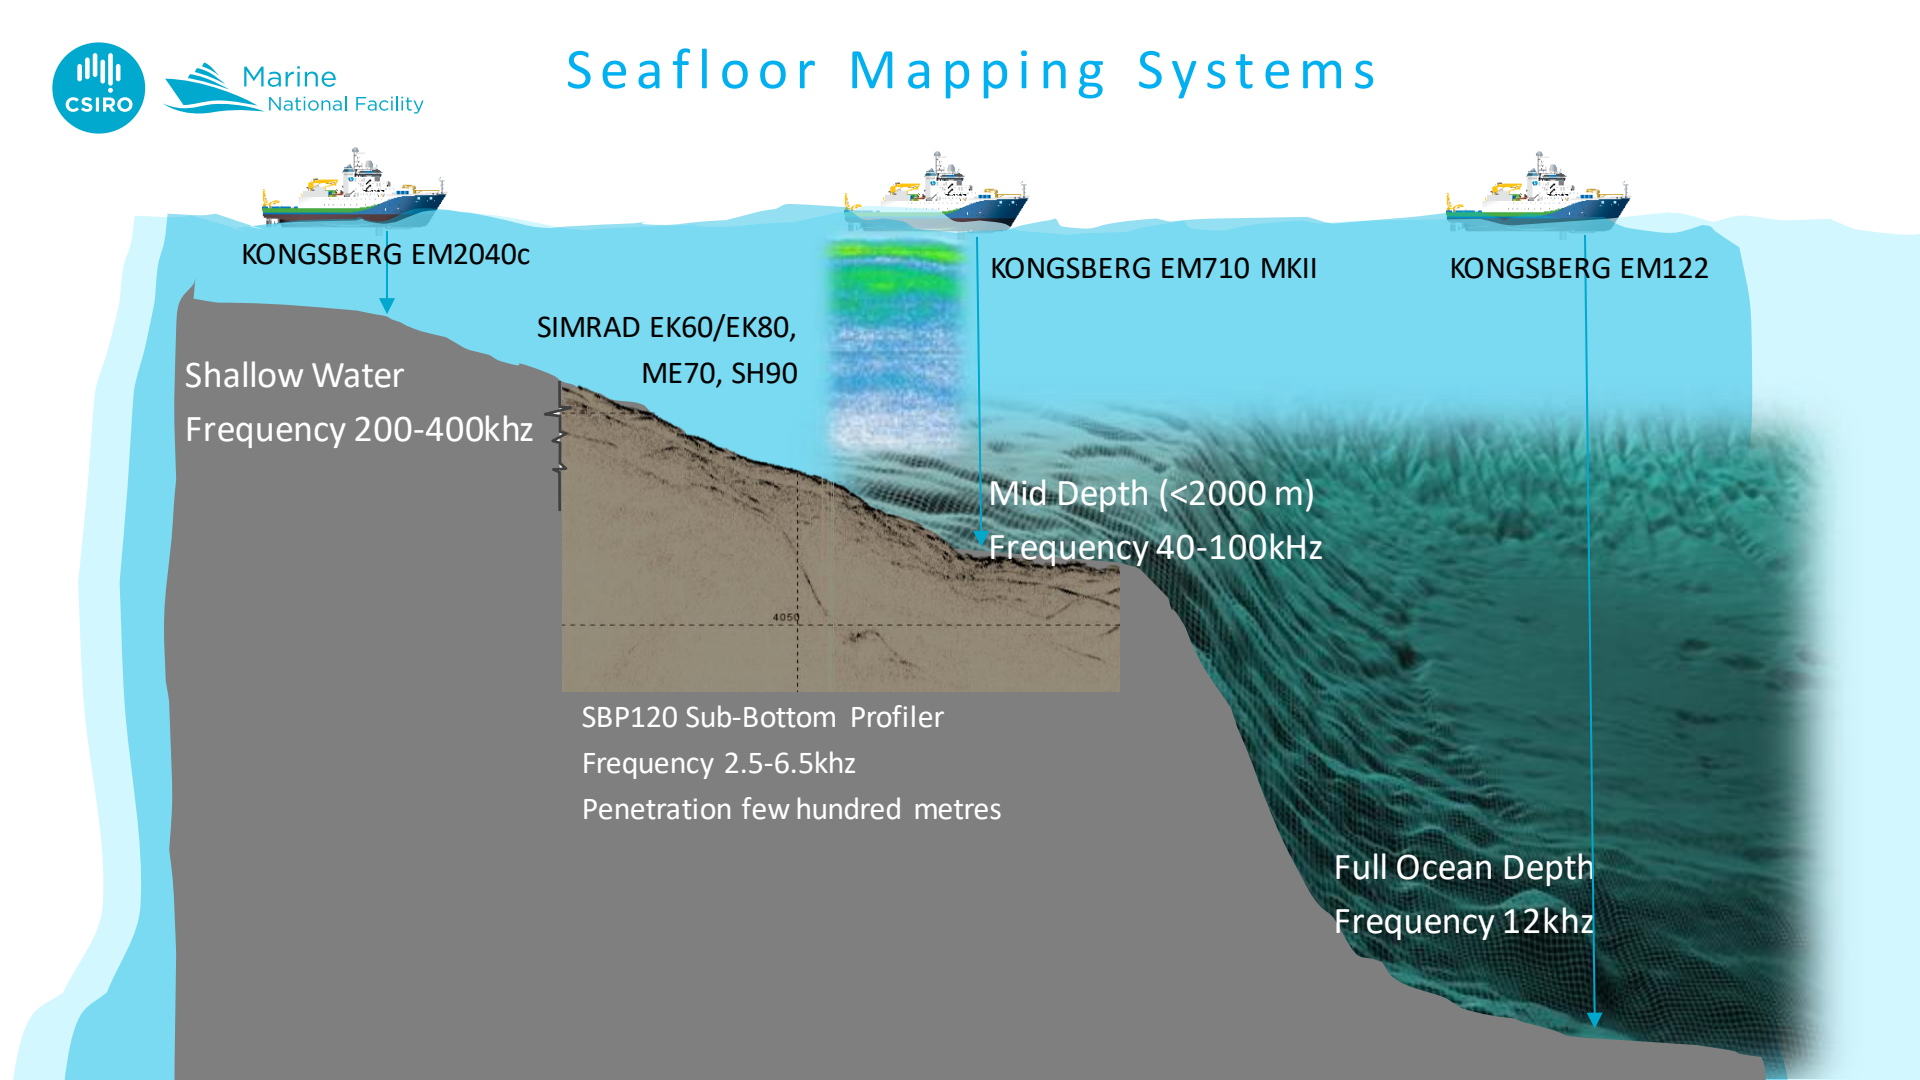 CSIRO
Marine
National Facility
Seafloor Mapping Systems
KONGSBERG EM2040c
KONGSBERG EM710 MKII
KONGSBERG EM122
SIMRAD EK60/EK80,
ME70, SH90
Shallow Water
Frequency 200-400khz
Mid Depth (<2000 m)
Frequency 40-100kHz
4050
SBP120 Sub-Bottom Profiler
Frequency 2.5-6.5khz
Penetration few hundred metres
Full Ocean Depth
Frequency 12khz